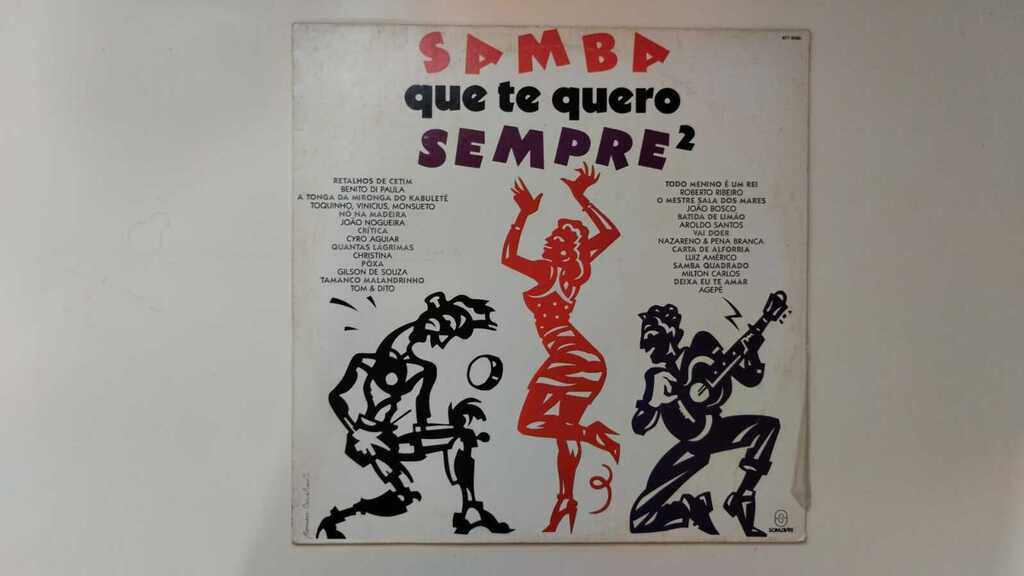 SAMBA
que te quero
SEMPRE 2
RETALHOS DE CETIM
BENITO DI PAULA
A TONGA DA MIRONGA DO KABULETÊ
TOQUINHO, VINICIUS, MONSUETO
NÓ NA MADEIRA
JOÃO NOGUEIRA
CRÍTICA
CYRO AGUIAR
QUANTAS LÁGRIMAS
CHRISTINA
PÔXA
GILSON DE SOUZA
TAMANCO MALANDRINHO
TOM & DITO
TODO MENINO É UM REI
ROBERTO RIBEIRO
O MESTRE SALA DOS MARES
JOÃO BOSCO
BATIDA DE LIMÃO
AROLDO SANTOS
VAI DOER
NAZARENO & PENA BRANCA
CARTA DE ALFORRIA
LUIZ AMÉRICO
SAMBA QUADRADO
MILTON CARLOS
DEIXA EU TE AMAR
AGEPÊ
SOM LIVRE